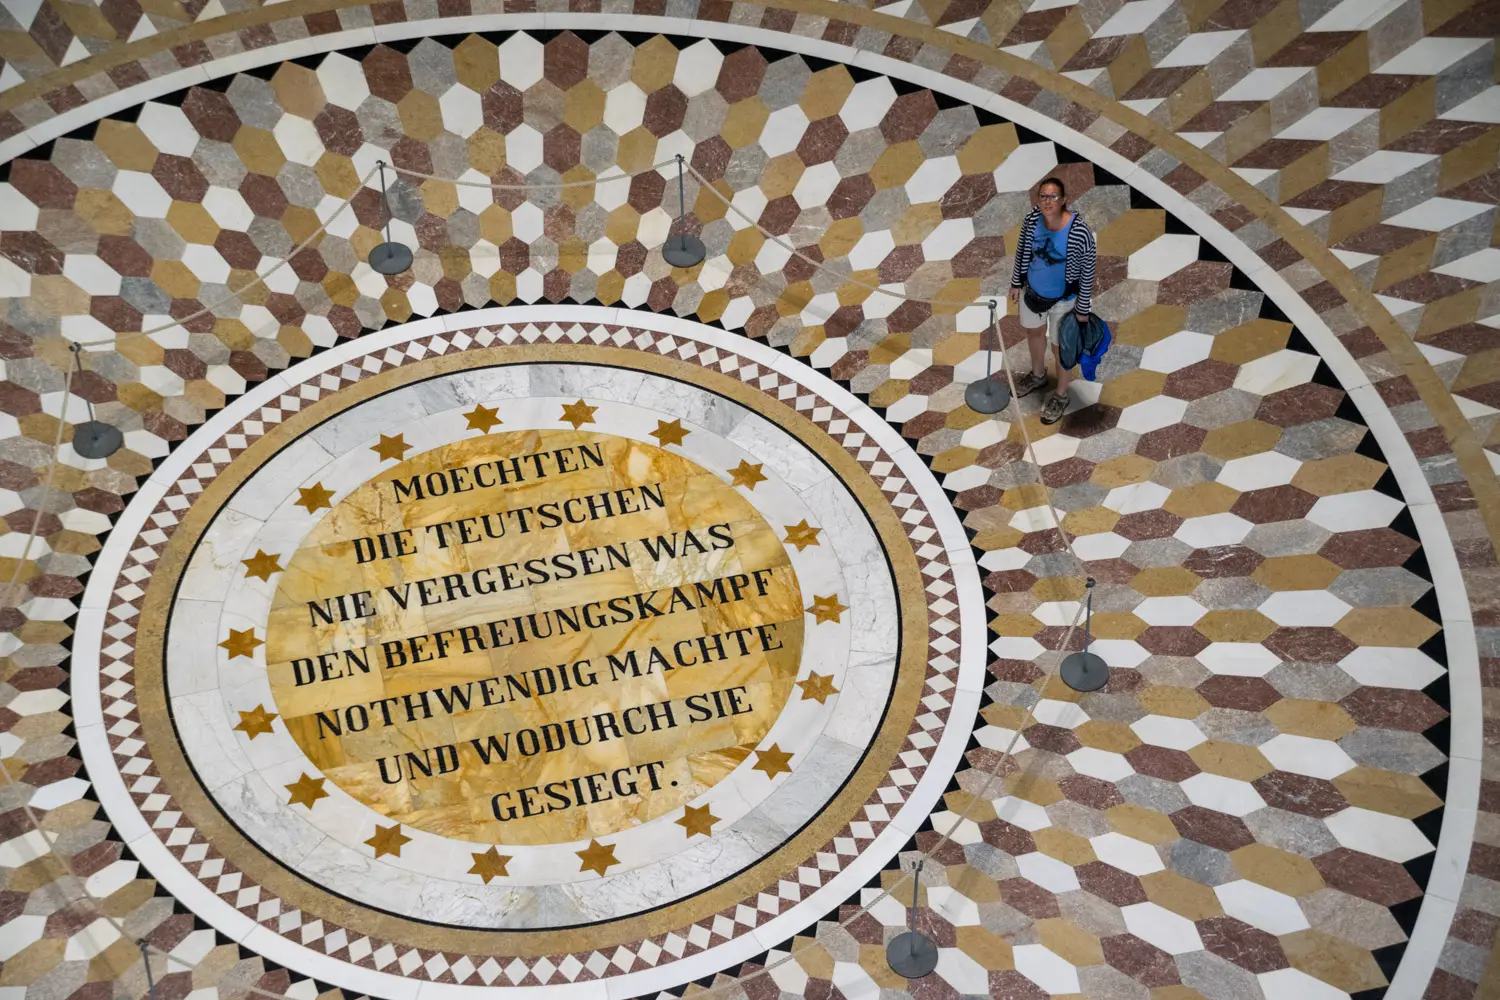 MOECHTEN
DIE TEUTSCHEN
NIE VERGESSEN WAS
DEN BEFREIUNGSKAMPF
NOTHWENDIG MACHTE
UND WODURCH SIE
GESIEGT.